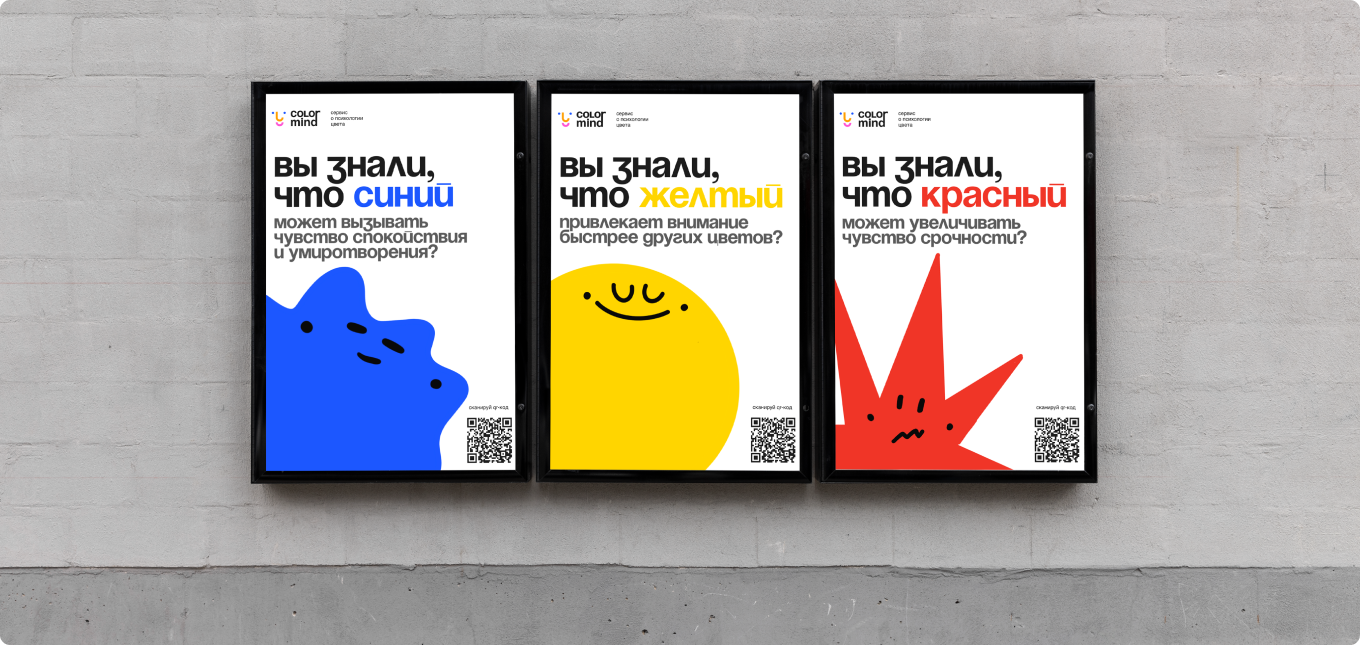 color
mind
сервис
о психологии
цвета
вы знали,
что синий
может вызывать
чувство спокойствия
и умиротворения?
сканируй qr-код
color
mind
сервис
о психологии
цвета
вы знали,
что желтый
привлекает внимание
быстрее других цветов?
сканируй qr-код
color
mind
сервис
о психологии
цвета
вы знали,
что красный
может увеличивать
чувство срочности?
сканируй qr-код